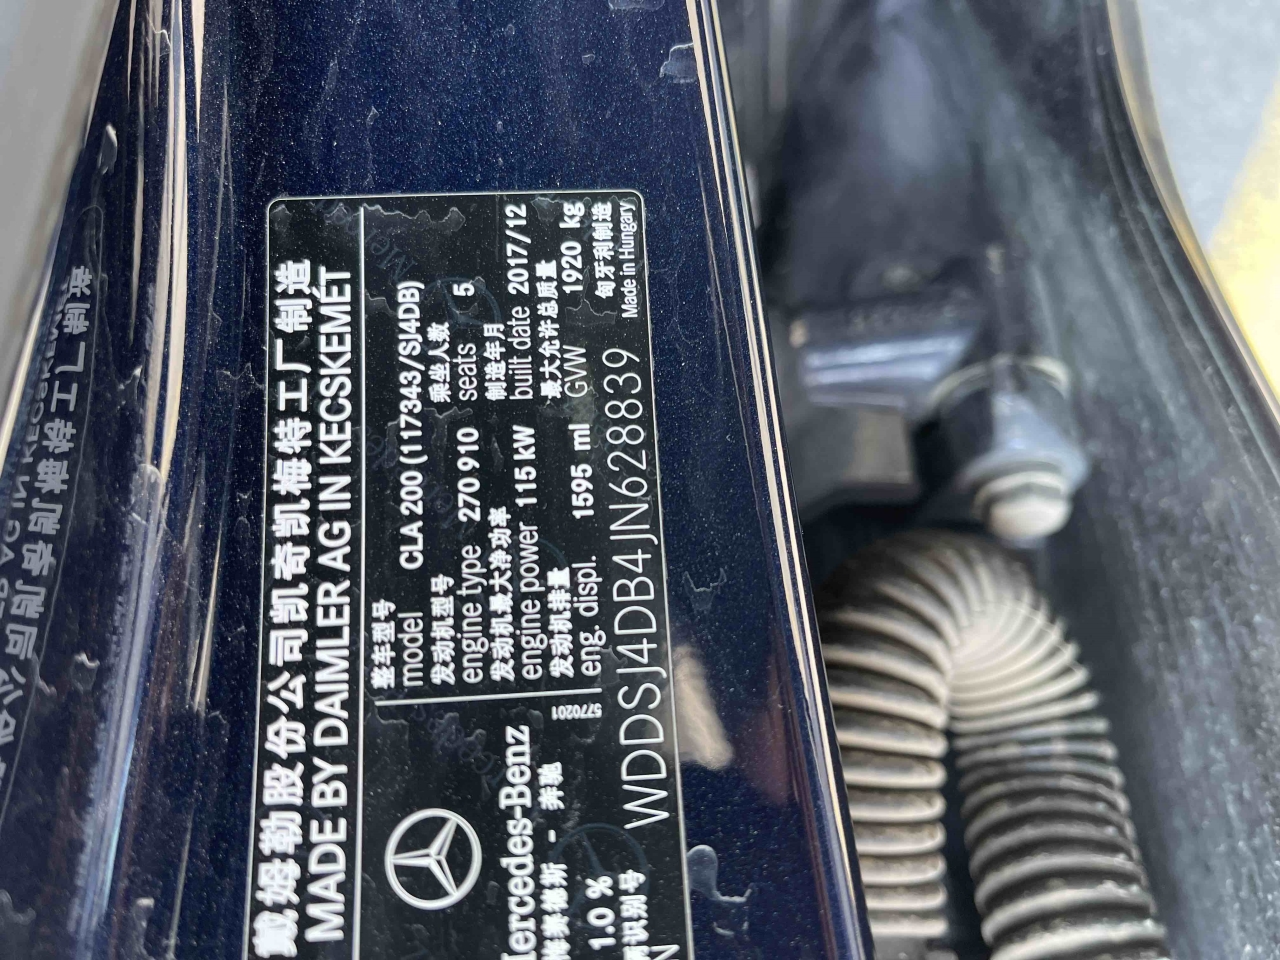 戴姆勒股份公司凯奇凯梅特工厂制造
MADE BY DAIMLER AG IN KECSKEMÉT
整车型号
model CLA 200 (117343/SJ4DB)
发动机型号 乘坐人数
engine type 270 910 seats 5
发动机最大净功率 制造年月
engine power 115 kW built date 2017/12
发动机排量 最大允许总质量
eng. displ. 1595 ml GVW 1920 kg
Mercedes-Benz
梅赛德斯 - 奔驰
5770201
匈牙利制造
Made in Hungary
1.0 %
识别号
WDDSJ4DB4JN628839